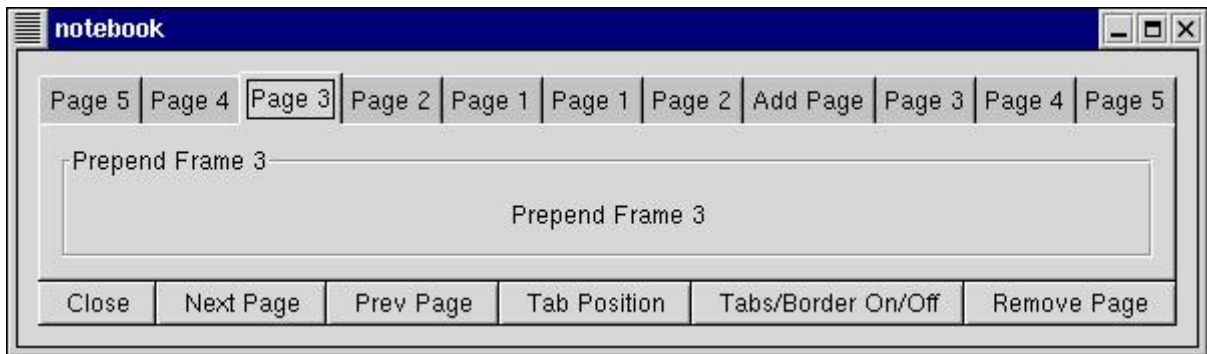 notebook
Page 5 Page 4 Page 3 Page 2 Page 1 Page 1 Page 2 Add Page Page 3 Page 4 Page 5
Prepend Frame 3
Prepend Frame 3
Close Next Page Prev Page Tab Position Tabs/Border On/Off Remove Page